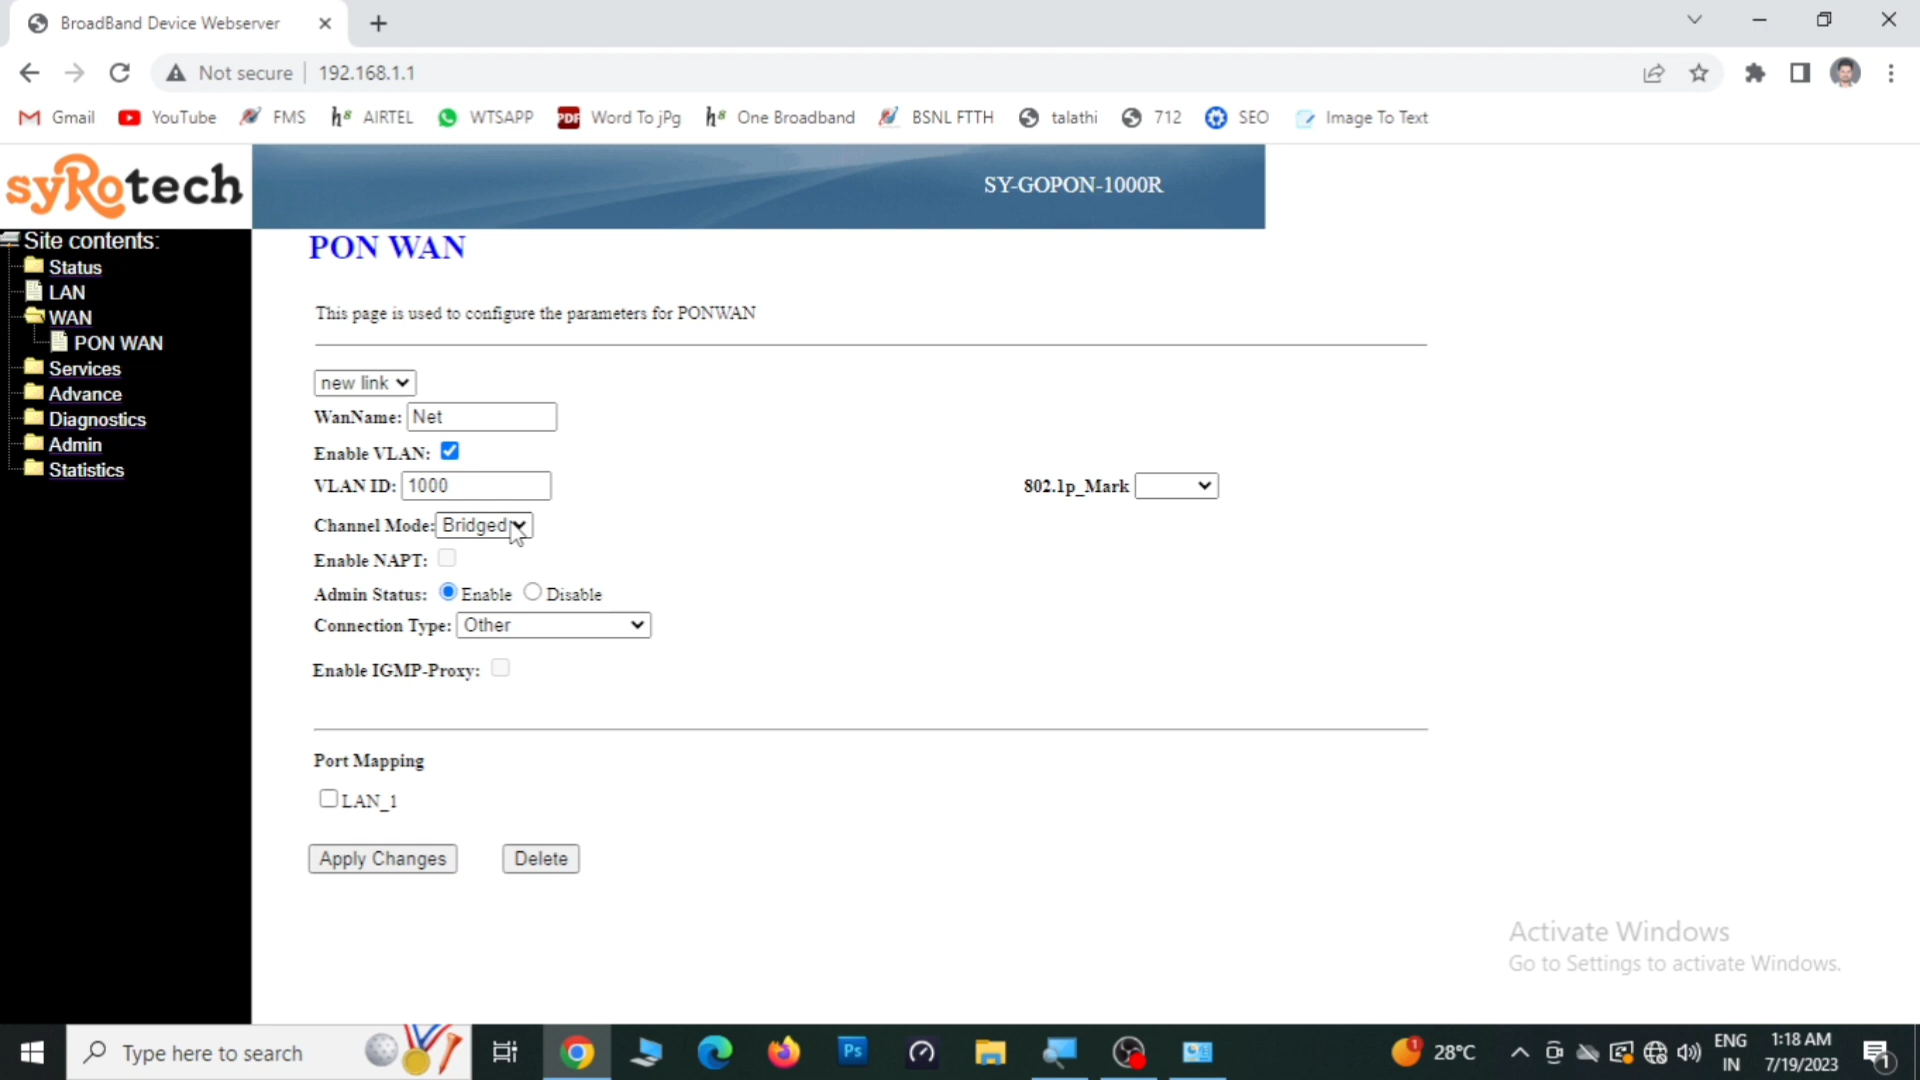 BroadBand Device Webserver
Not secure 192.168.1.1
Gmail YouTube FMS AIRTEL WTSAPP PDF Word To jPg One Broadband BSNL FTTH talathi 712 SEO Image To Text
syRotech
SY-GOPON-1000R
Site contents:
Status
LAN
WAN
PON WAN
Services
Advance
Diagnostics
Admin
Statistics
PON WAN
This page is used to configure the parameters for PONWAN
new link
WanName: Net
Enable VLAN:
VLAN ID: 1000 802.1p_Mark
Channel Mode: Bridged
Enable NAPT:
Admin Status: Enable Disable
Connection Type: Other
Enable IGMP-Proxy:
Port Mapping
LAN_1
Apply Changes Delete
Activate Windows
Go to Settings to activate Windows.
Type here to search Ps 1 28°C ENG 1:18 AM
IN 7/19/2023 1